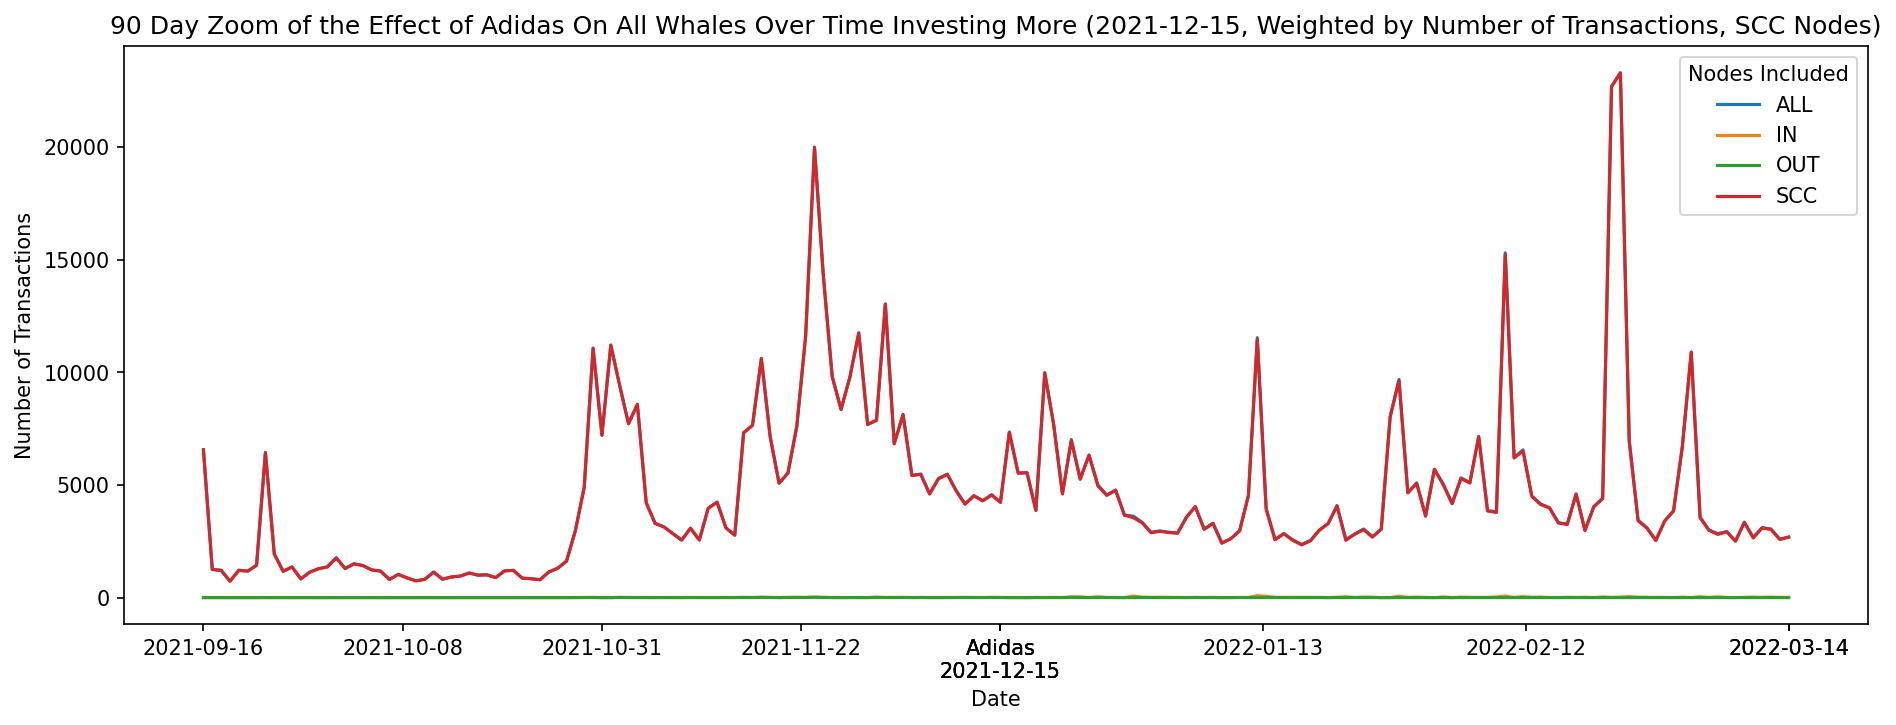 90 Day Zoom of the Effect of Adidas On All Whales Over Time Investing More (2021-12-15, Weighted by Number of Transactions, SCC Nodes)
Nodes Included
ALL
IN
OUT
SCC
Number of Transactions
20000
15000
10000
5000
0
2021-09-16
2021-10-08
2021-10-31
2021-11-22
Adidas
2021-12-15
2022-01-13
2022-02-12
2022-03-14
Date